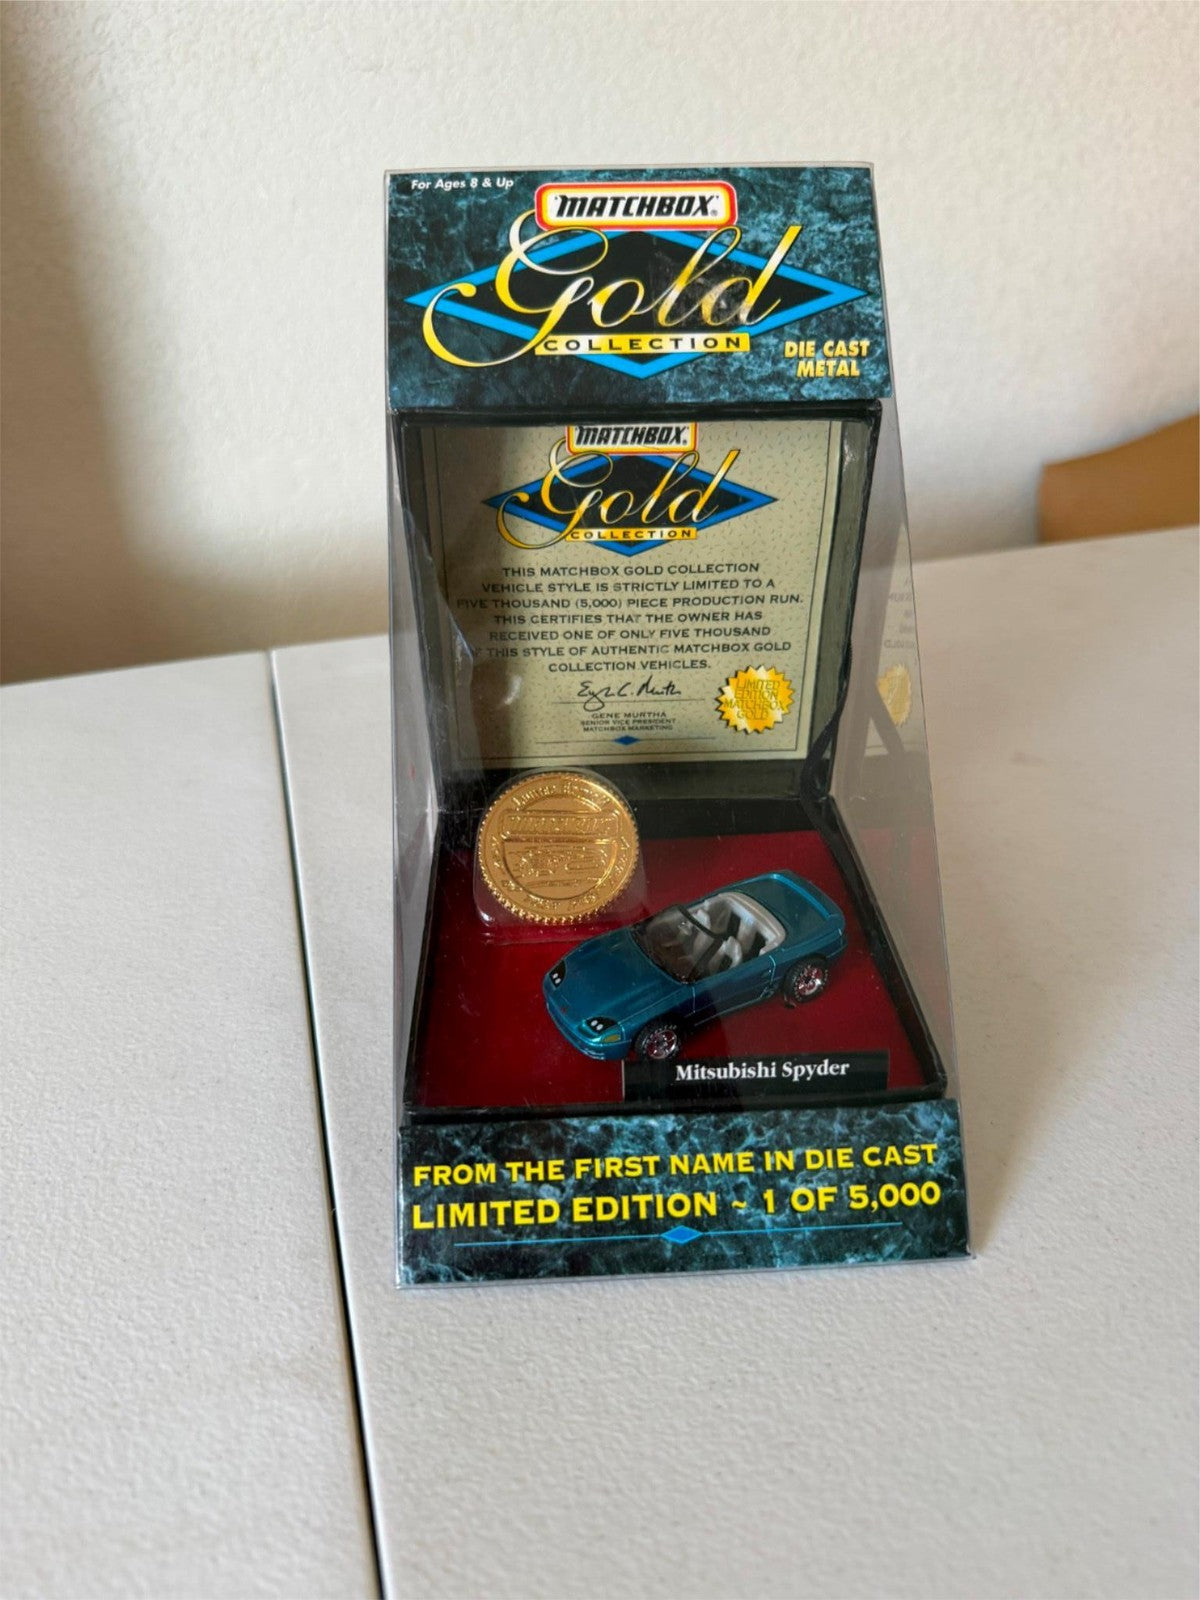 For Ages 8 & Up
MATCHBOX®
Gold
COLLECTION
DIE CAST
METAL
MATCHBOX®
Gold
COLLECTION
THIS MATCHBOX GOLD COLLECTION
VEHICLE STYLE IS STRICTLY LIMITED TO A
FIVE THOUSAND (5,000) PIECE PRODUCTION RUN.
THIS CERTIFIES THAT THE OWNER HAS
RECEIVED ONE OF ONLY FIVE THOUSAND
OF THIS STYLE OF AUTHENTIC MATCHBOX GOLD
COLLECTION VEHICLES.
GENE MURTHA
SENIOR VICE PRESIDENT
MATCHBOX MARKETING
LIMITED
EDITION
MATCHBOX
GOLD
LIMITED EDITION
MATCHBOX
Mitsubishi Spyder
FROM THE FIRST NAME IN DIE CAST
LIMITED EDITION ~ 1 OF 5,000